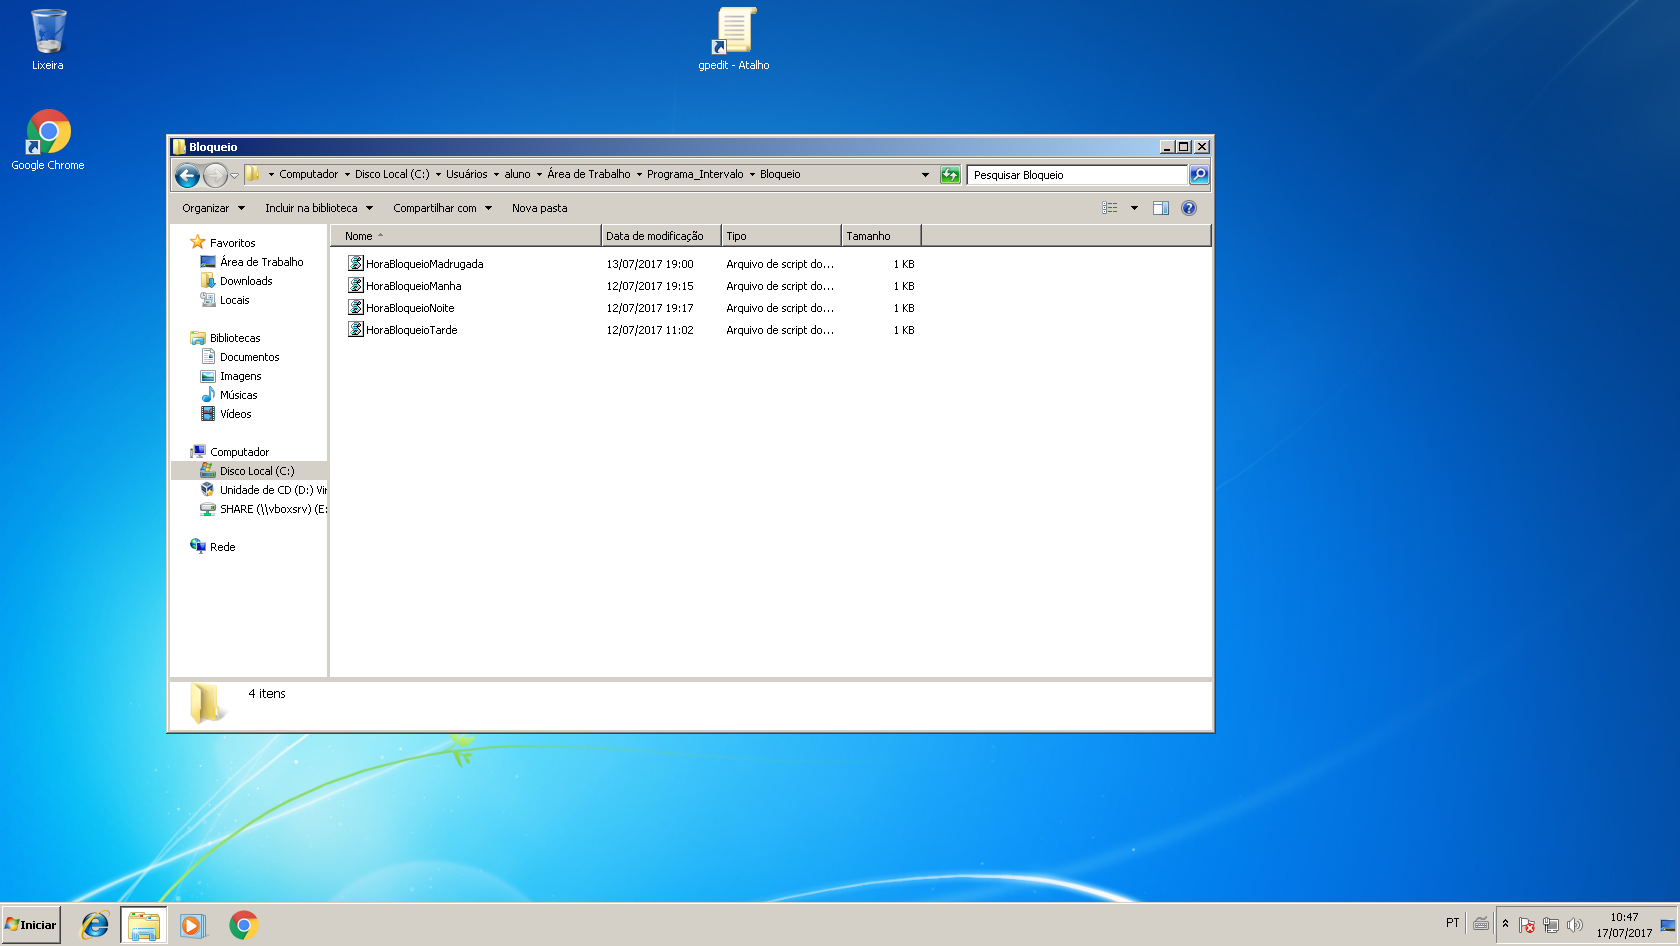 Lixeira
gpedit - Atalho
Google Chrome
Bloqueio
Computador Disco Local (C:) Usuários aluno Área de Trabalho Programa_Intervalo Bloqueio Pesquisar Bloqueio
Organizar Incluir na biblioteca Compartilhar com Nova pasta
Favoritos
Área de Trabalho
Downloads
Locais
Bibliotecas
Documentos
Imagens
Músicas
Vídeos
Computador
Disco Local (C:)
Unidade de CD (D:) Vir
SHARE (\\vboxsrv) (E:
Rede
Nome Data de modificação Tipo Tamanho
HoraBloqueioMadrugada 13/07/2017 19:00 Arquivo de script do... 1 KB
HoraBloqueioManha 12/07/2017 19:15 Arquivo de script do... 1 KB
HoraBloqueioNoite 12/07/2017 19:17 Arquivo de script do... 1 KB
HoraBloqueioTarde 12/07/2017 11:02 Arquivo de script do... 1 KB
4 itens
Iniciar
PT
10:47
17/07/2017